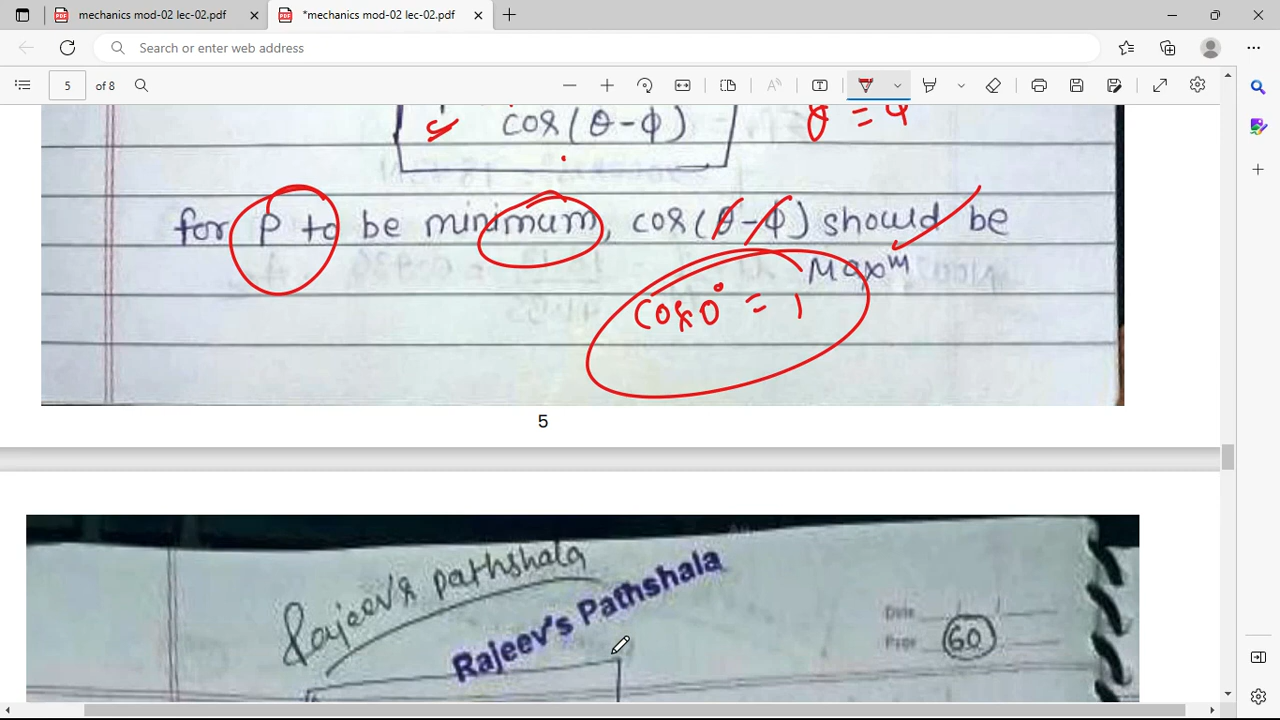 mechanics mod-02 lec-02.pdf
*mechanics mod-02 lec-02.pdf
Search or enter web address
5 of 8
cos(θ-φ) θ = φ
for P to be minimum, cos(θ-φ) should be
Maxᵐ
cos0° = 1
5
Rajeev's pathshala
Rajeev's Pathshala
Date
Page 60